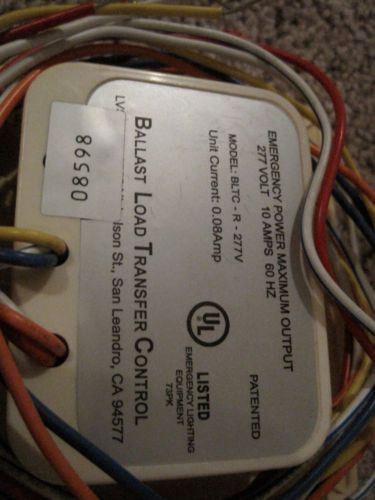 EMERGENCY POWER MAXIMUM OUTPUT
277 VOLT 10 AMPS 60 HZ
PATENTED
MODEL: BLTC - R - 277V
Unit Current: 0.08Amp
UL
LISTED
EMERGENCY LIGHTING
EQUIPMENT
73PK
BALLAST LOAD TRANSFER CONTROL
St., San Leandro, CA 94577
86580